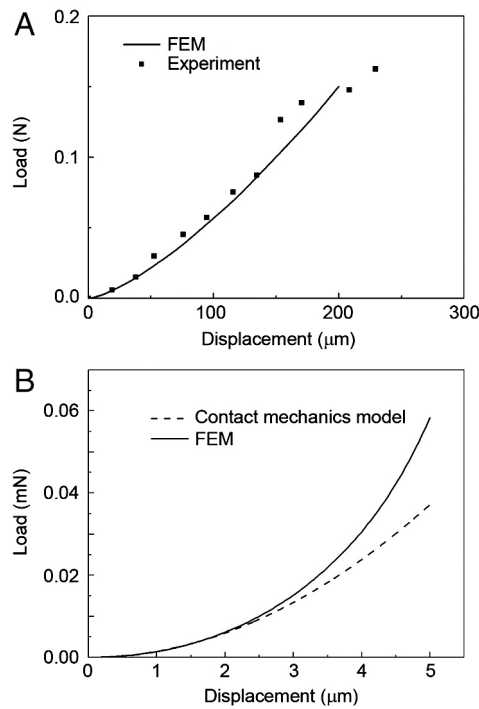 A
0.2
FEM
Experiment
Load (N)
0.1
0.0
0
100
200
300
Displacement (μm)
B
0.06
Contact mechanics model
FEM
Load (mN)
0.04
0.02
0.00
0
1
2
3
4
5
Displacement (μm)